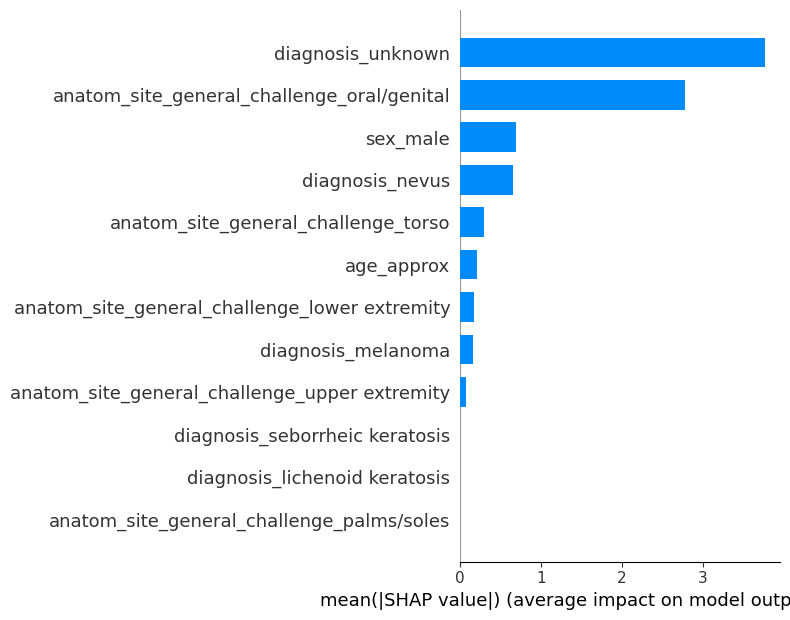 diagnosis_unknown
anatom_site_general_challenge_oral/genital
sex_male
diagnosis_nevus
anatom_site_general_challenge_torso
age_approx
anatom_site_general_challenge_lower extremity
diagnosis_melanoma
anatom_site_general_challenge_upper extremity
diagnosis_seborrheic keratosis
diagnosis_lichenoid keratosis
anatom_site_general_challenge_palms/soles
0 1 2 3
mean(|SHAP value|) (average impact on model outp